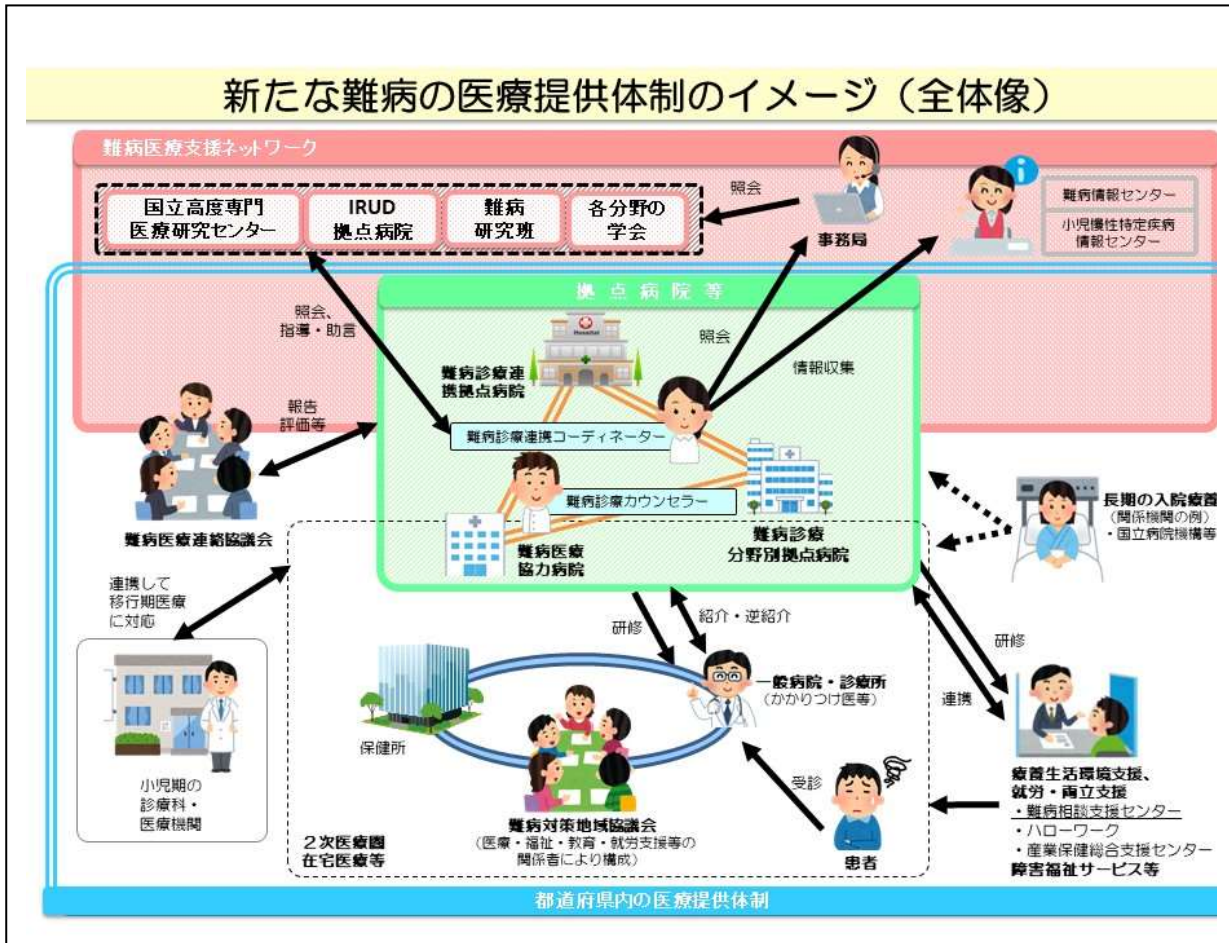 新たな難病の医療提供体制のイメージ（全体像）
難病医療支援ネットワーク
国立高度専門
医療研究センター
IRUD
拠点病院
難病
研究班
各分野の
学会
照会
事務局
難病情報センター
小児慢性特定疾病
情報センター
拠点病院等
照会、
指導・助言
難病診療連
携拠点病院
Hospital
照会
情報収集
報告
評価等
難病診療連携コーディネーター
難病診療カウンセラー
難病医療連絡協議会
難病医療
協力病院
難病診療
分野別拠点病院
長期の入院療養
（関係機関の例）
・国立病院機構等
連携して
移行期医療
に対応
研修
紹介・逆紹介
一般病院・診療所
（かかりつけ医等）
研修
連携
保健所
小児期の
診療科・
医療機関
難病対策地域協議会
（医療・福祉・教育・就労支援等の
関係者により構成）
２次医療圏
在宅医療等
受診
患者
療養生活環境支援、
就労・両立支援
・難病相談支援センター
・ハローワーク
・産業保健総合支援センター
障害福祉サービス等
都道府県内の医療提供体制